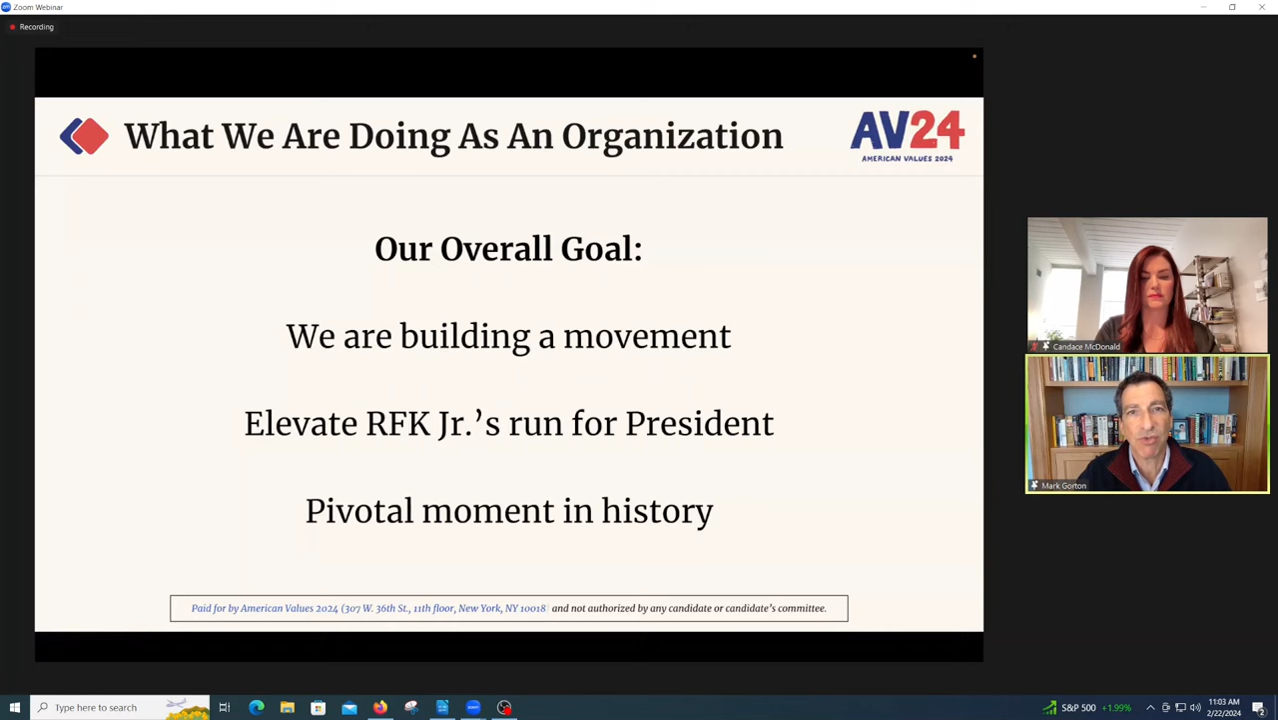 Zoom Webinar
Recording
What We Are Doing As An Organization
AV24
AMERICAN VALUES 2024
Our Overall Goal:
We are building a movement
Elevate RFK Jr.’s run for President
Pivotal moment in history
Paid for by American Values 2024 (307 W. 36th St., 11th floor, New York, NY 10018 and not authorized by any candidate or candidate's committee.
Candace McDonald
Mark Gorton
Type here to search
S&P 500 +1.99%
11:03 AM
2/22/2024
2